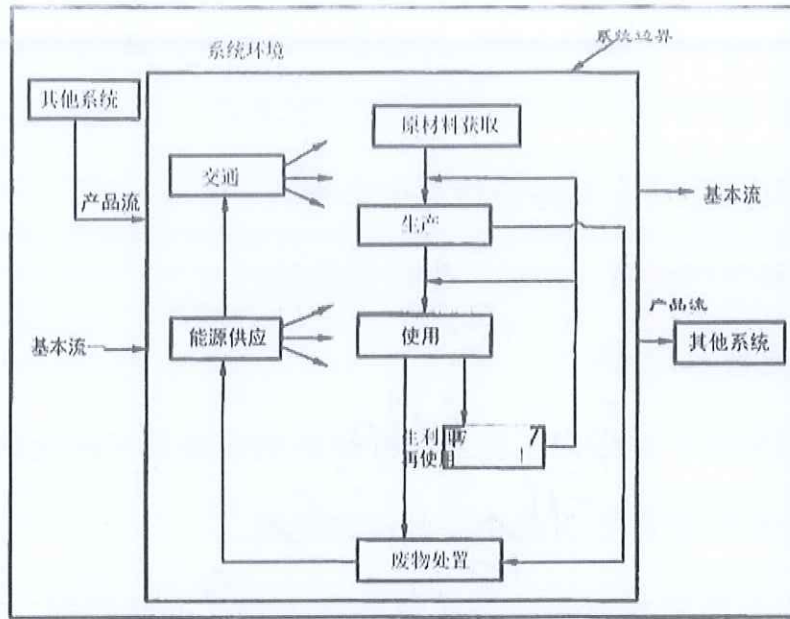 系统边界
系统环境
其他系统
原材料获取
交通
产品流
基本流
生产
产品流
基本流
能源供应
使用
其他系统
再使用
废物处置